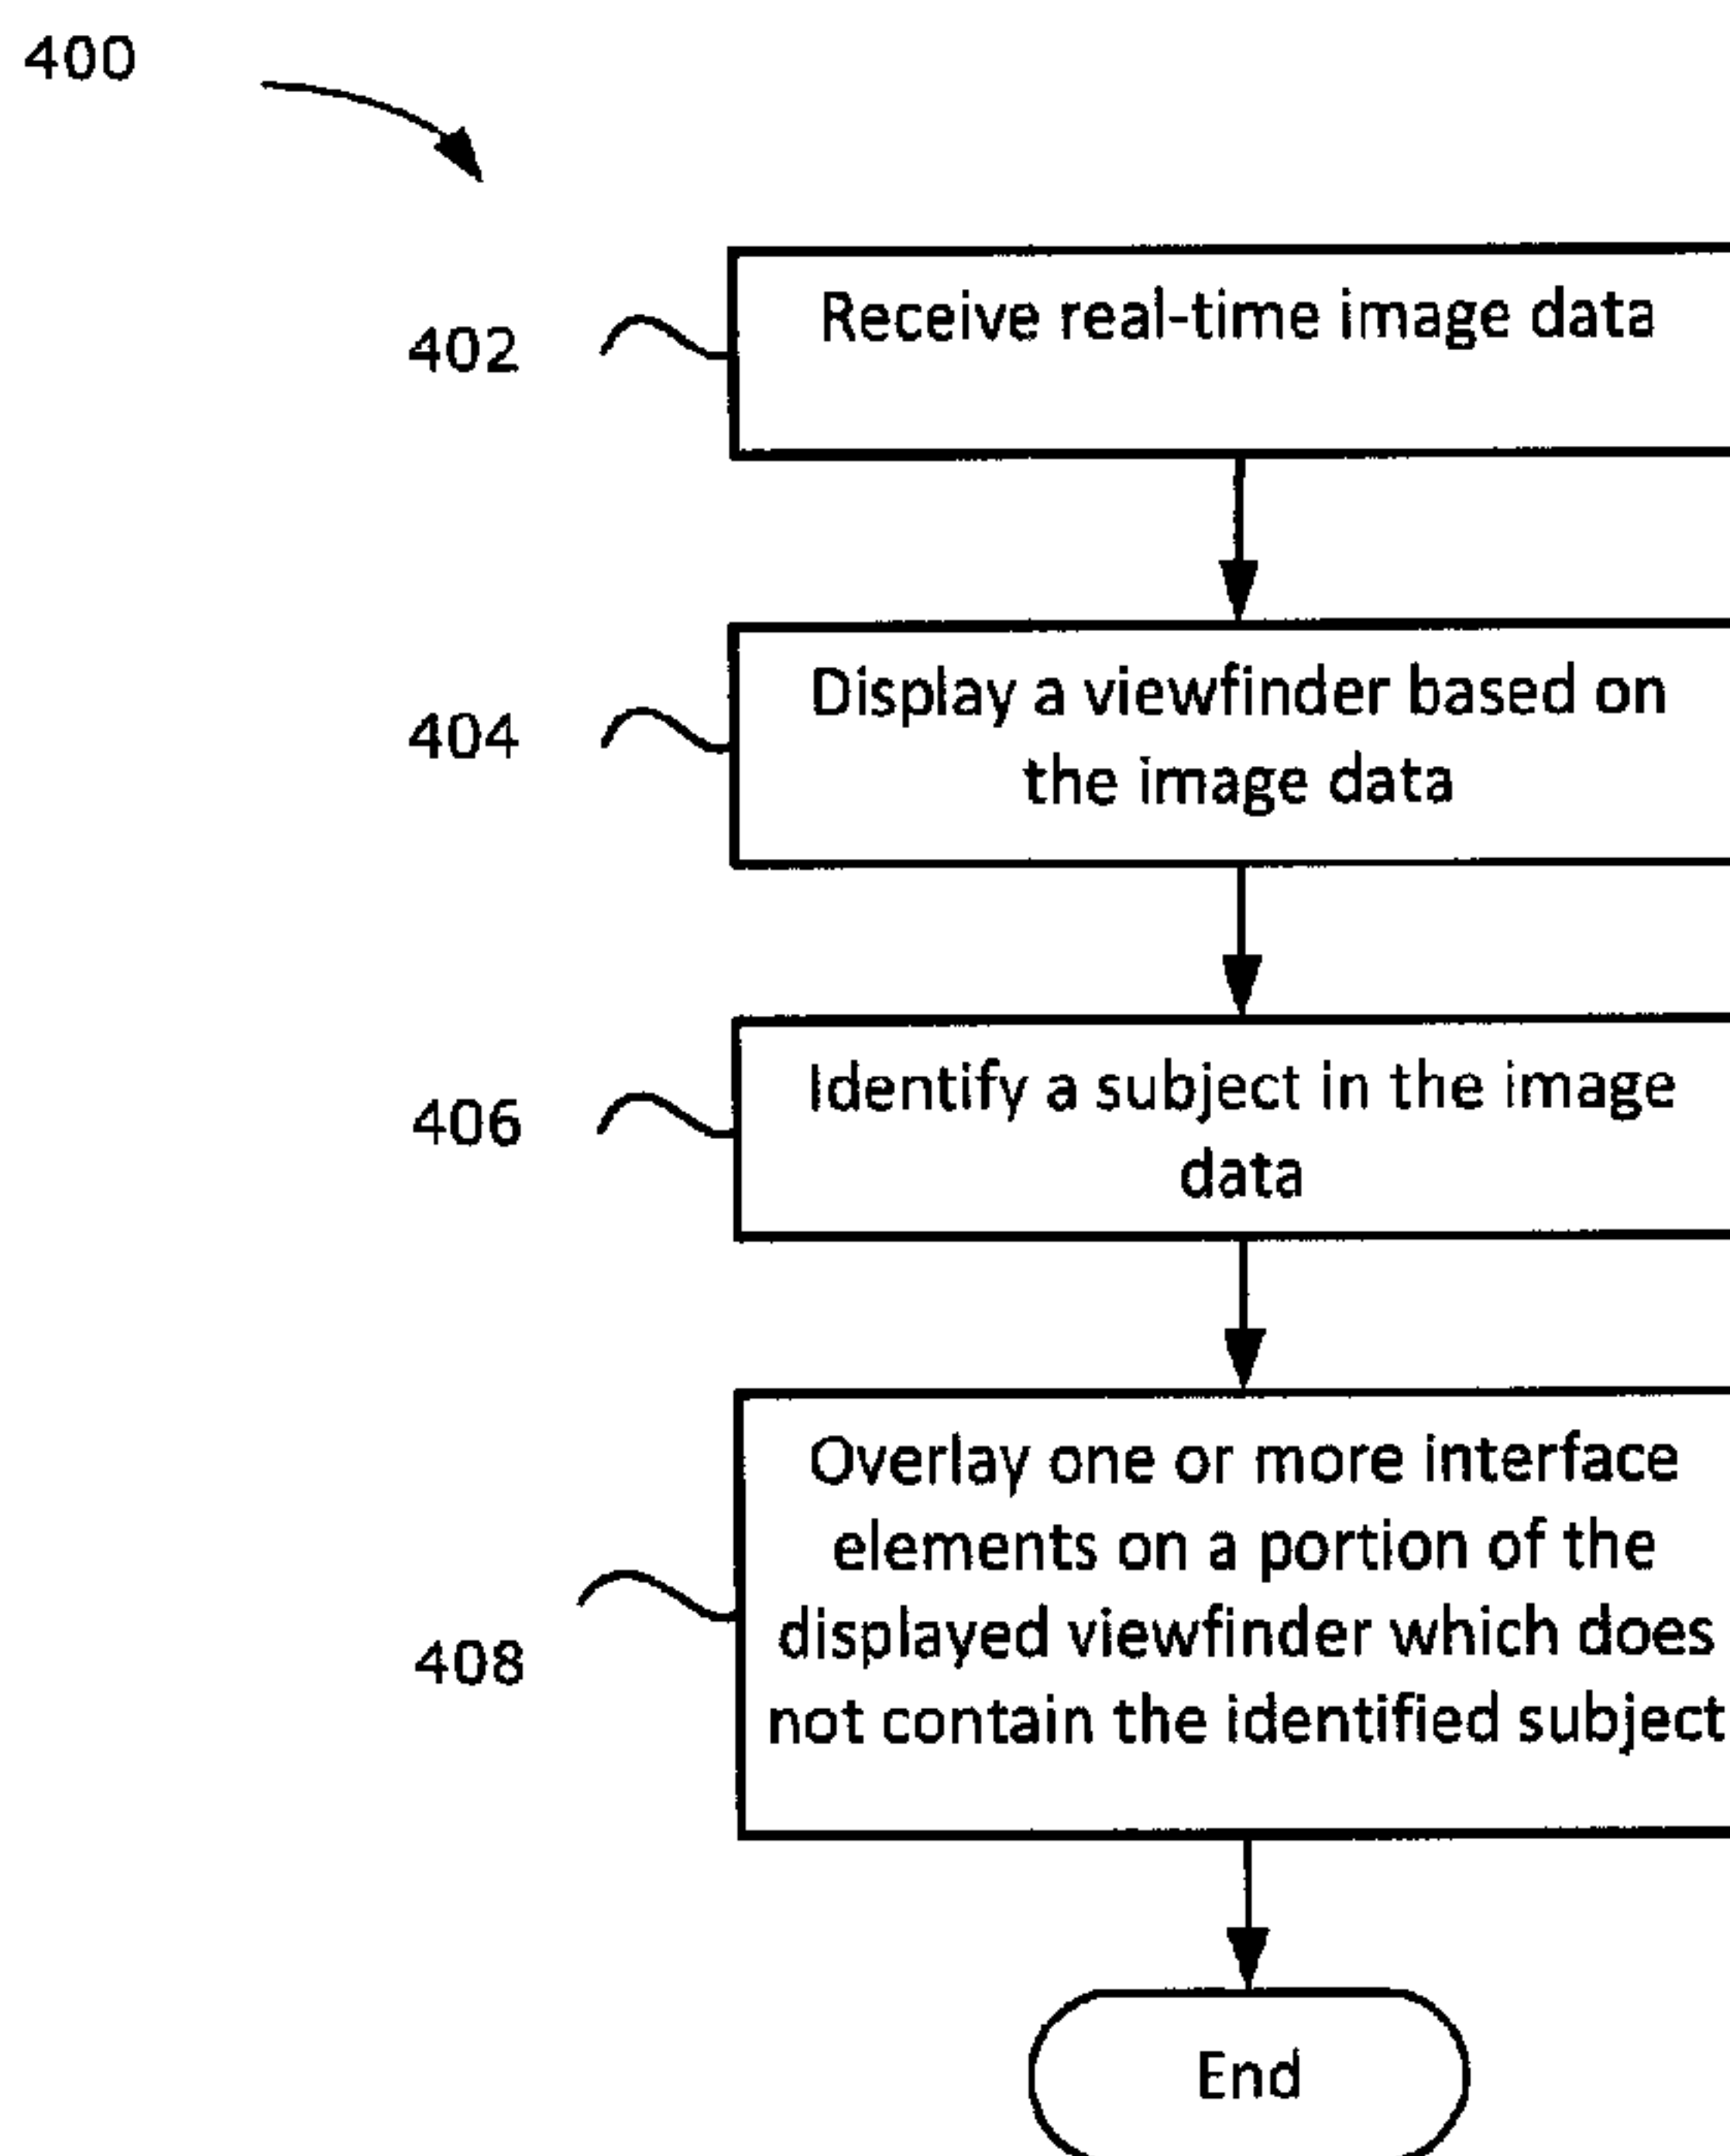 400
402
Receive real-time image data
404
Display a viewfinder based on
the image data
406
Identify a subject in the image
data
Overlay one or more interface
elements on a portion of the
displayed viewfinder which does
408
not contain the identified subject
End